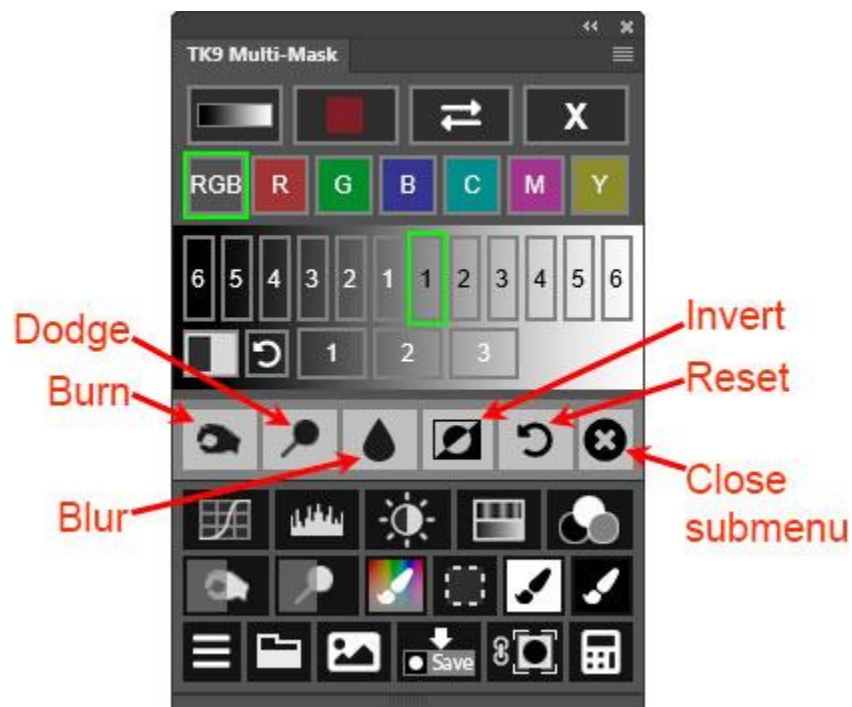 TK9 Multi-Mask
X
RGB R G B C M Y
6 5 4 3 2 1 1 2 3 4 5 6
1 2 3
Dodge
Burn
Blur
Invert
Reset
Close
submenu
Save